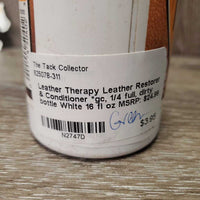 The Tack Collector
825078-311
Leather Therapy Leather Restorer
& Conditioner *gc, 1/4 full, dirty
bottle White 16 fl oz MSRP: $24.99
N2747D
$3.99